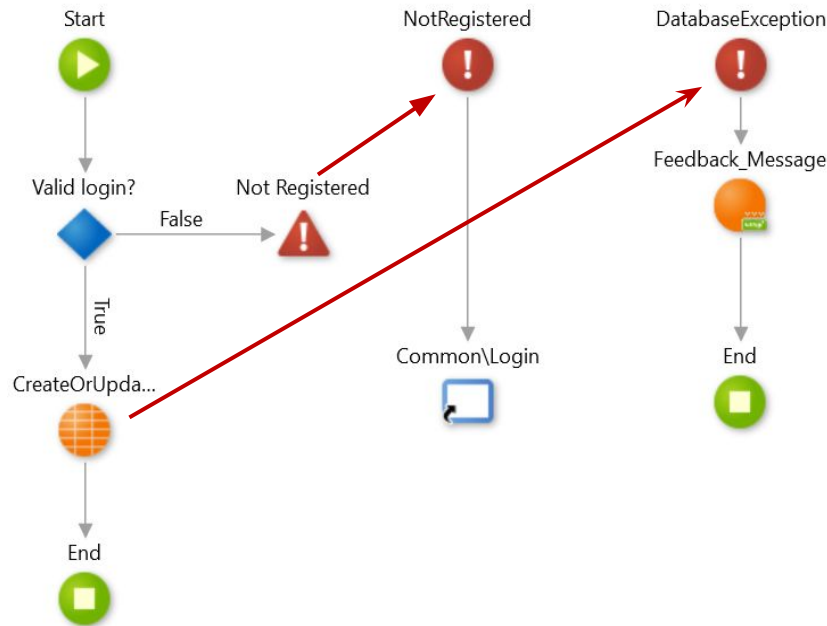 Start
NotRegistered
DatabaseException
Valid login?
Not Registered
Feedback_Message
False
True
Common\Login
End
CreateOrUpda...
End